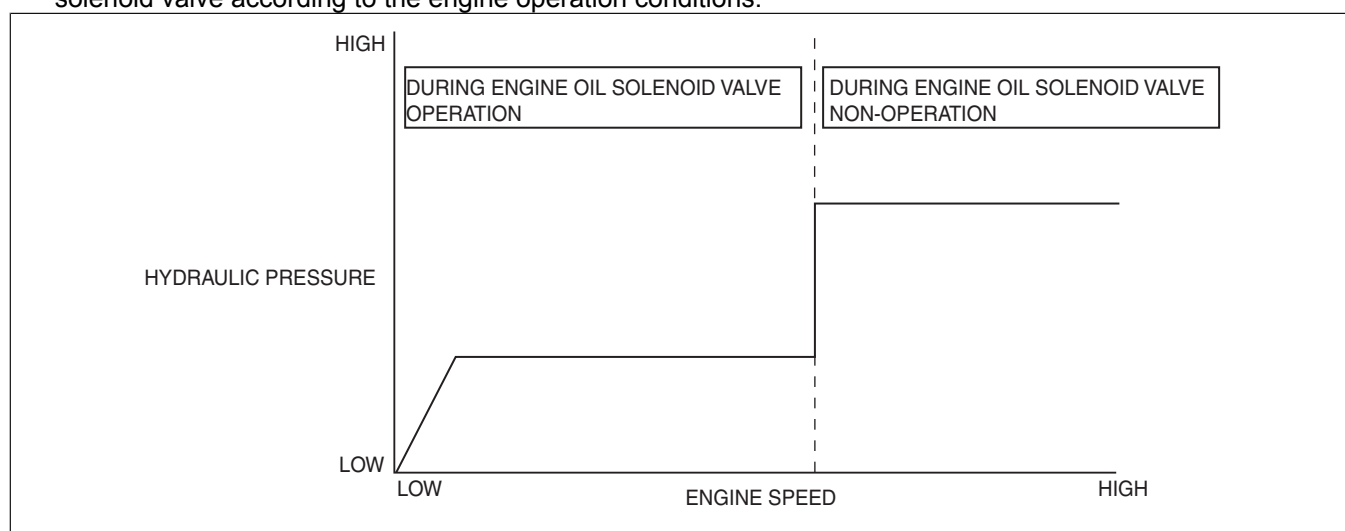 solenoid valve according to the engine operation conditions.
HIGH
DURING ENGINE OIL SOLENOID VALVE
OPERATION
DURING ENGINE OIL SOLENOID VALVE
NON-OPERATION
HYDRAULIC PRESSURE
LOW
LOW
ENGINE SPEED
HIGH